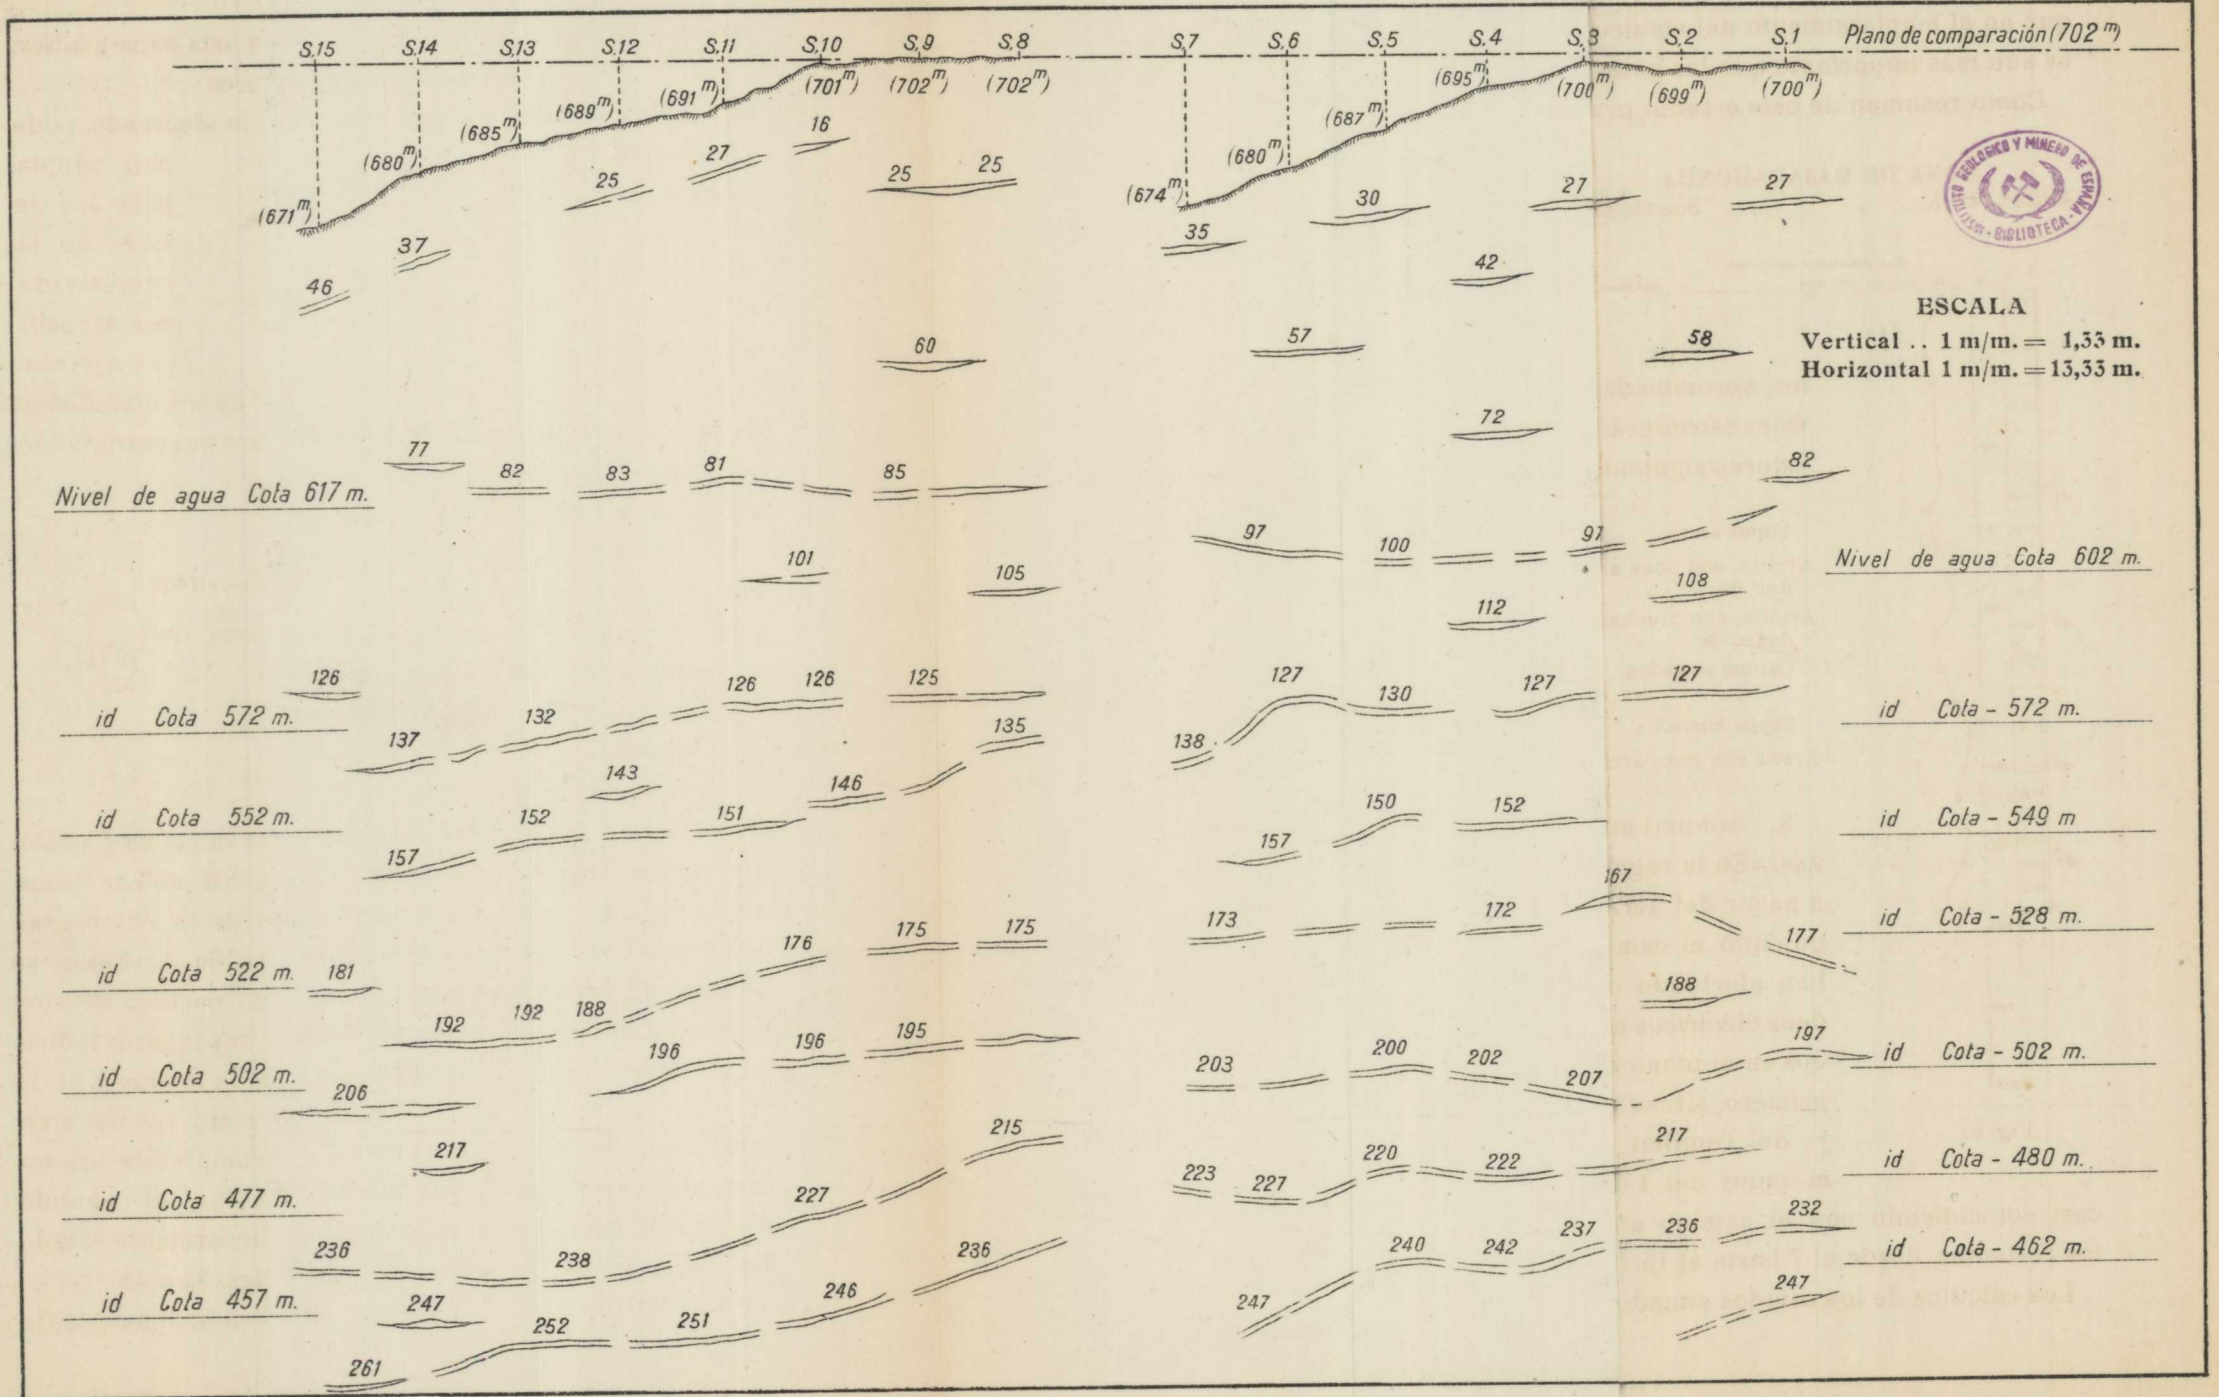 S,15 S,14 S,13 S,12 S,11 S,10 S,9 S,8 S,7 S,6 S,5 S.4 S.3 S.2 S.1 Plano de comparación (702 m)
(671 m) (680 m) (685 m) (689 m) (691 m) (701 m) (702 m) (702 m) (674 m) (680 m) (687 m) (695 m) (700 m) (699 m) (700 m)
INSTITUTO GEOLOGICO Y MINERO DE ESPAÑA · BIBLIOTECA ·
16
25 27 25 25 30 27 27
46 37 35 42
ESCALA
Vertical .. 1 m/m. = 1,33 m.
Horizontal 1 m/m. = 13,33 m.
60 57 58
72
77 82 83 81 85 82
Nivel de agua Cota 617 m.
97 100 97
101 105 108
Nivel de agua Cota 602 m.
112
126 132 126 126 125 127 130 127 127
id Cota 572 m.
id Cota - 572 m.
137 135 138
143 146
152 151 150 152
id Cota 552 m.
id Cota - 549 m
157 157
167
173 172 177
id Cota - 528 m.
176 175 175
id Cota 522 m. 181
188
192 192 188
196 196 195 203 200 202 207 197
id Cota 502 m.
id Cota - 502 m.
206
217 215 223 227 220 222 217
id Cota - 480 m.
id Cota 477 m.
227
236 238 236 240 242 237 236 232
id Cota - 462 m.
id Cota 457 m.
247 252 251 246 247 247
261